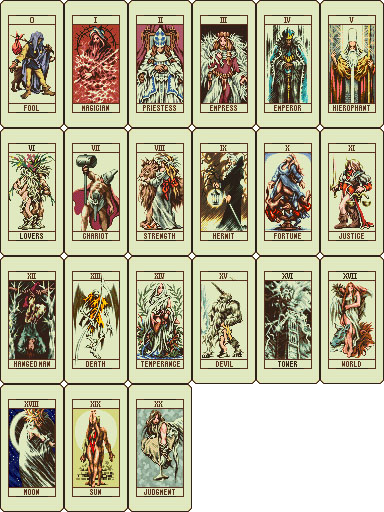 0
FOOL
I
MAGICIAN
II
PRIESTESS
III
EMPRESS
IV
EMPEROR
V
HIEROPHANT
VI
LOVERS
VII
CHARIOT
VIII
STRENGTH
IX
HERMIT
X
FORTUNE
XI
JUSTICE
XII
HANGED MAN
XIII
DEATH
XIV
TEMPERANCE
XV
DEVIL
XVI
TOWER
XVII
WORLD
XVIII
MOON
XIX
SUN
XX
JUDGMENT